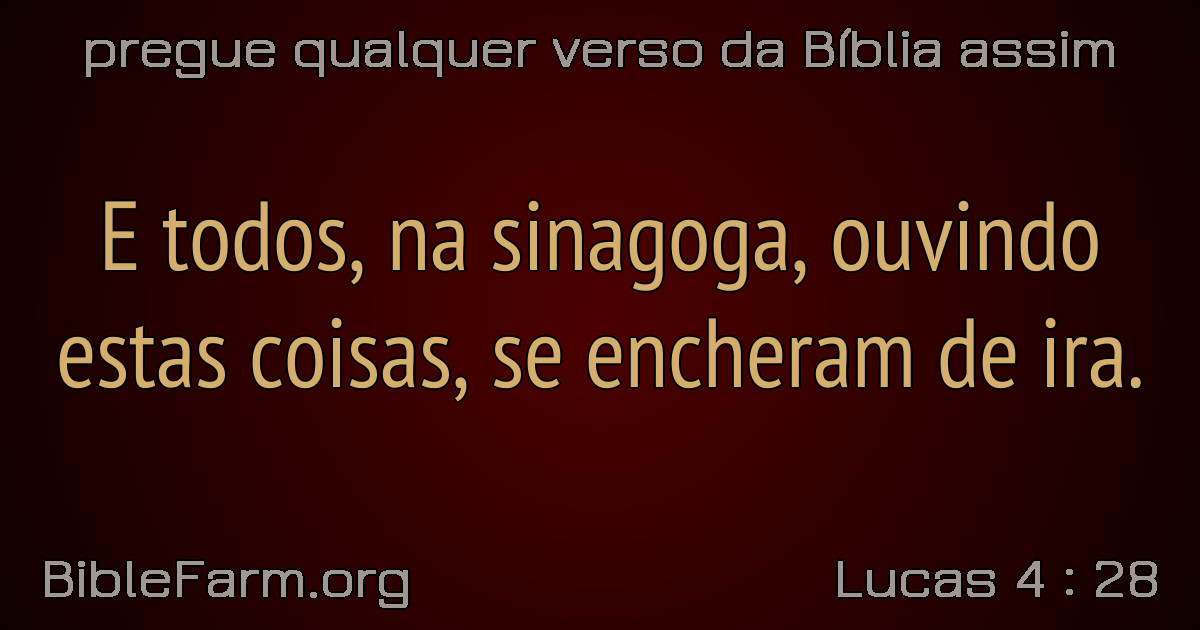 pregue qualquer verso da Bíblia assim
E todos, na sinagoga, ouvindo
estas coisas, se encheram de ira.
BibleFarm.org
Lucas 4 : 28